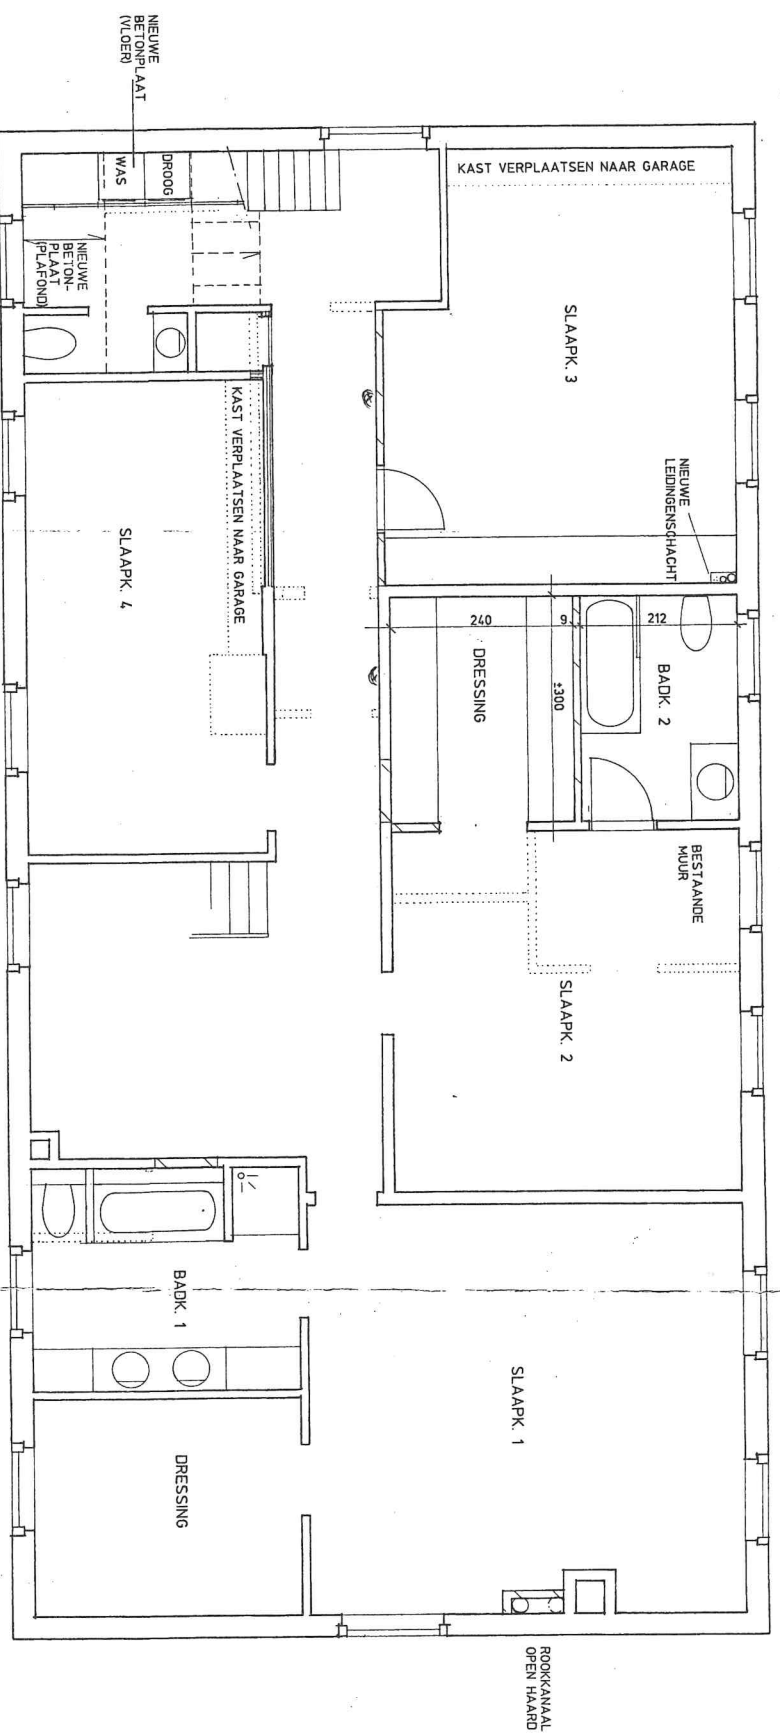 NIEUWE
BETONPLAAT
(VLOER)
WAS
DROOG
NIEUWE
BETON-
PLAAT
(PLAFOND)
KAST VERPLAATSEN NAAR GARAGE
SLAAPK. 3
NIEUWE
LEIDINGENSCHACHT
KAST VERPLAATSEN NAAR GARAGE
SLAAPK. 4
240
9
212
±300
DRESSING
BADK. 2
BESTAANDE
MUUR
SLAAPK. 2
BADK. 1
SLAAPK. 1
DRESSING
ROOKKANAAL
OPEN HAARD